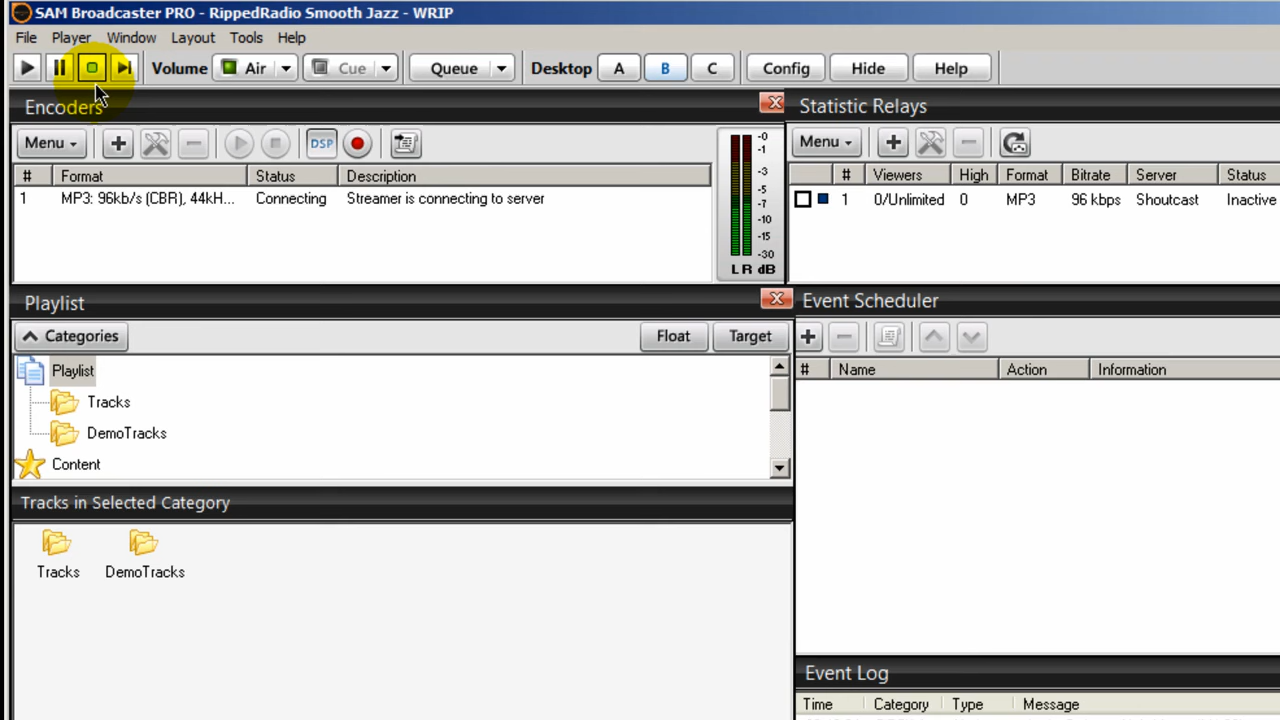 SAM Broadcaster PRO - RippedRadio Smooth Jazz - WRIP
File Player Window Layout Tools Help
Volume Air Cue Queue Desktop A B C Config Hide Help
Encoders
Menu DSP
# Format Status Description
1 MP3: 96kb/s (CBR), 44kH... Connecting Streamer is connecting to server
-0
-1
-3
-5
-7
-10
-15
-30
L R dB
Statistic Relays
Menu
# Viewers High Format Bitrate Server Status
1 0/Unlimited 0 MP3 96 kbps Shoutcast Inactive
Playlist
Categories Float Target
Playlist
Tracks
DemoTracks
Content
Tracks in Selected Category
Tracks DemoTracks
Event Scheduler
# Name Action Information
Event Log
Time Category Type Message